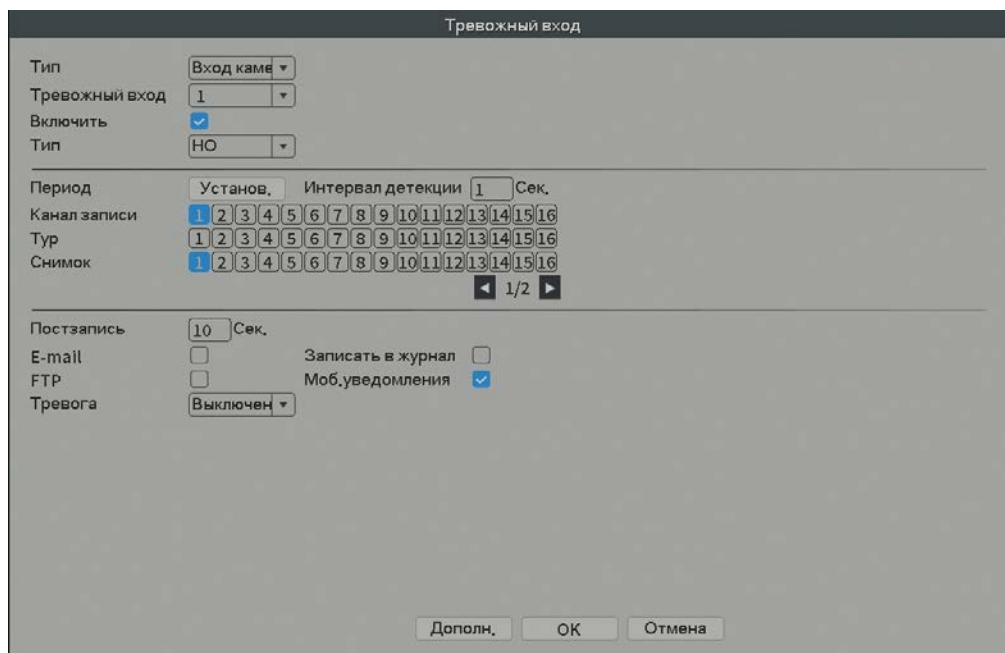 Тревожный вход
Тип Вход каме
Тревожный вход 1
Включить
Тип НО
Период Установ. Интервал детекции 1 Сек.
Канал записи 1 2 3 4 5 6 7 8 9 10 11 12 13 14 15 16
Тур 1 2 3 4 5 6 7 8 9 10 11 12 13 14 15 16
Снимок 1 2 3 4 5 6 7 8 9 10 11 12 13 14 15 16
1/2
Постзапись 10 Сек.
E-mail Записать в журнал
FTP Моб.уведомления
Тревога Выключен
Дополн. OK Отмена